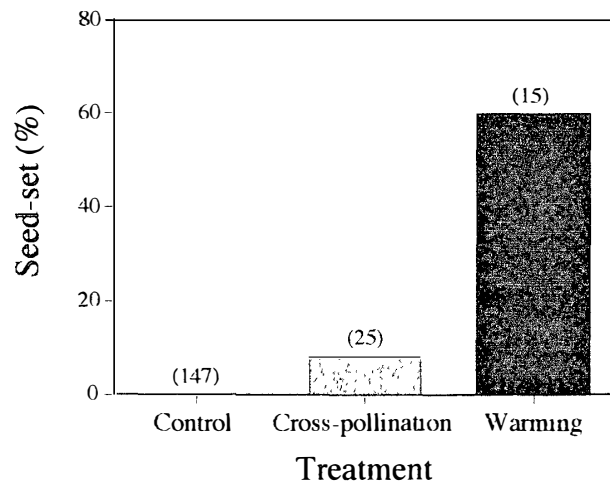 80
(15)
60
Seed-set (%)
40
20
(25)
(147)
0
Control Cross-pollination Warming
Treatment